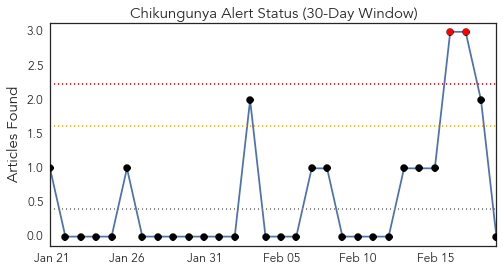 Chikungunya Alert Status (30-Day Window)
Articles Found
3.0
2.5
2.0
1.5
1.0
0.5
0.0
Jan 21 Jan 26 Jan 31 Feb 05 Feb 10 Feb 15